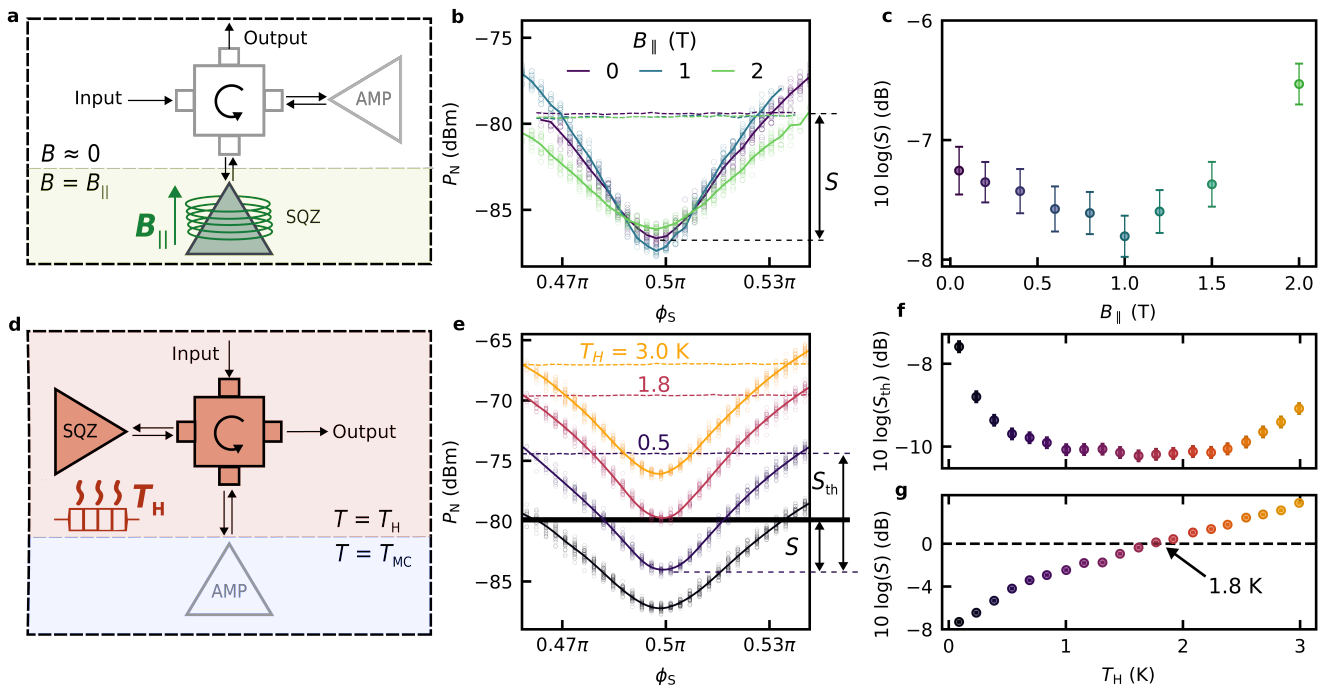 a
Output
Input
AMP
B ≈ 0
B = B||
B||
SQZ
b
B∥ (T)
0 1 2
−75
−80
−85
PN (dBm)
S
0.47π 0.5π 0.53π
ϕS
c
−6
−7
−8
10 log(S) (dB)
0.0 0.5 1.0 1.5 2.0
B∥ (T)
d
Input
SQZ
Output
TH
T = TH
T = TMC
AMP
e
−65
−70
−75
−80
−85
PN (dBm)
TH = 3.0 K
1.8
0.5
Sth
S
0.47π 0.5π 0.53π
ϕS
f
−8
−10
10 log(Sth) (dB)
g
0
−4
−8
10 log(S) (dB)
1.8 K
0 1 2 3
TH (K)